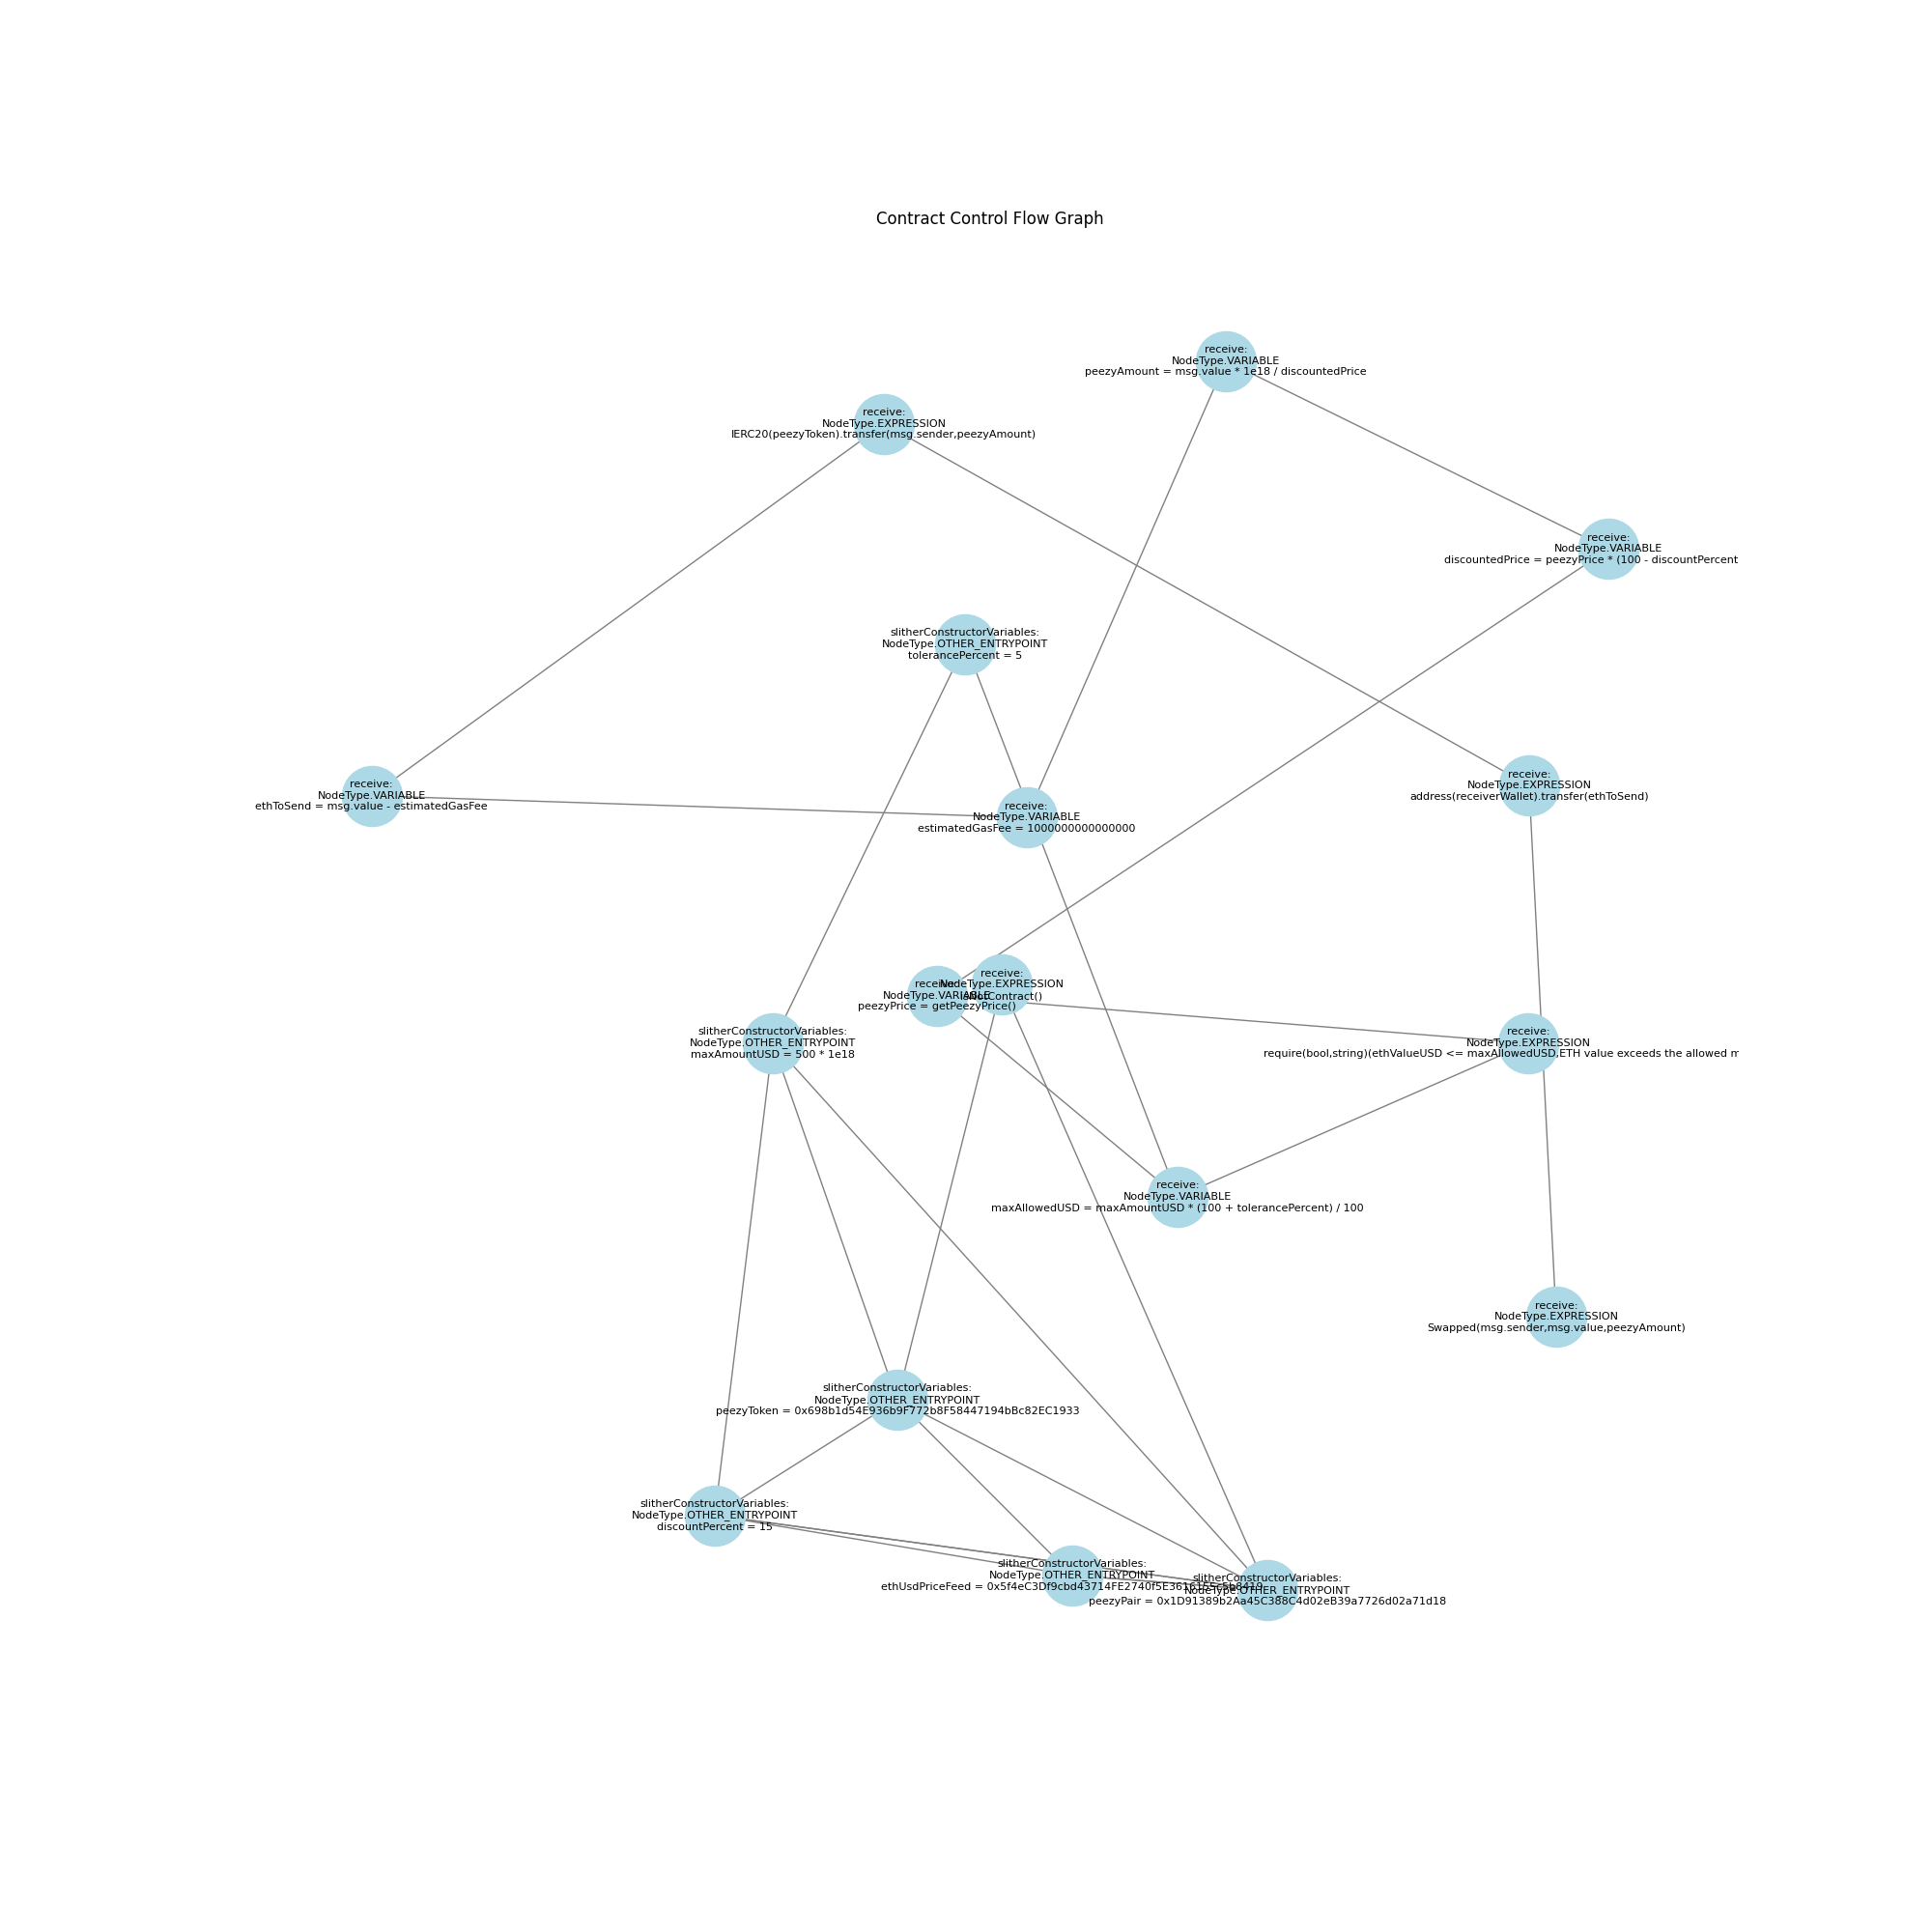 Contract Control Flow Graph
receive:
NodeType.VARIABLE
peezyAmount = msg.value * 1e18 / discountedPrice
receive:
NodeType.EXPRESSION
IERC20(peezyToken).transfer(msg.sender,peezyAmount)
receive:
NodeType.VARIABLE
discountedPrice = peezyPrice * (100 - discountPercent
slitherConstructorVariables:
NodeType.OTHER_ENTRYPOINT
tolerancePercent = 5
receive:
NodeType.VARIABLE
ethToSend = msg.value - estimatedGasFee
receive:
NodeType.EXPRESSION
address(receiverWallet).transfer(ethToSend)
receive:
NodeType.VARIABLE
estimatedGasFee = 1000000000000000
receive:
NodeType.EXPRESSION
receive:
NodeType.VARIABLE
peezyPrice = getPeezyPrice()
slitherConstructorVariables:
NodeType.OTHER_ENTRYPOINT
maxAmountUSD = 500 * 1e18
receive:
NodeType.EXPRESSION
require(bool,string)(ethValueUSD <= maxAllowedUSD,ETH value exceeds the allowed m
receive:
NodeType.VARIABLE
maxAllowedUSD = maxAmountUSD * (100 + tolerancePercent) / 100
receive:
NodeType.EXPRESSION
Swapped(msg.sender,msg.value,peezyAmount)
slitherConstructorVariables:
NodeType.OTHER_ENTRYPOINT
peezyToken = 0x698b1d54E936b9F772b8F58447194bBc82EC1933
slitherConstructorVariables:
NodeType.OTHER_ENTRYPOINT
discountPercent = 15
slitherConstructorVariables:
NodeType.OTHER_ENTRYPOINT
ethUsdPriceFeed =
slitherConstructorVariables:
NodeType.OTHER_ENTRYPOINT
peezyPair = 0x1D91389b2Aa45C388C4d02eB39a7726d02a71d18